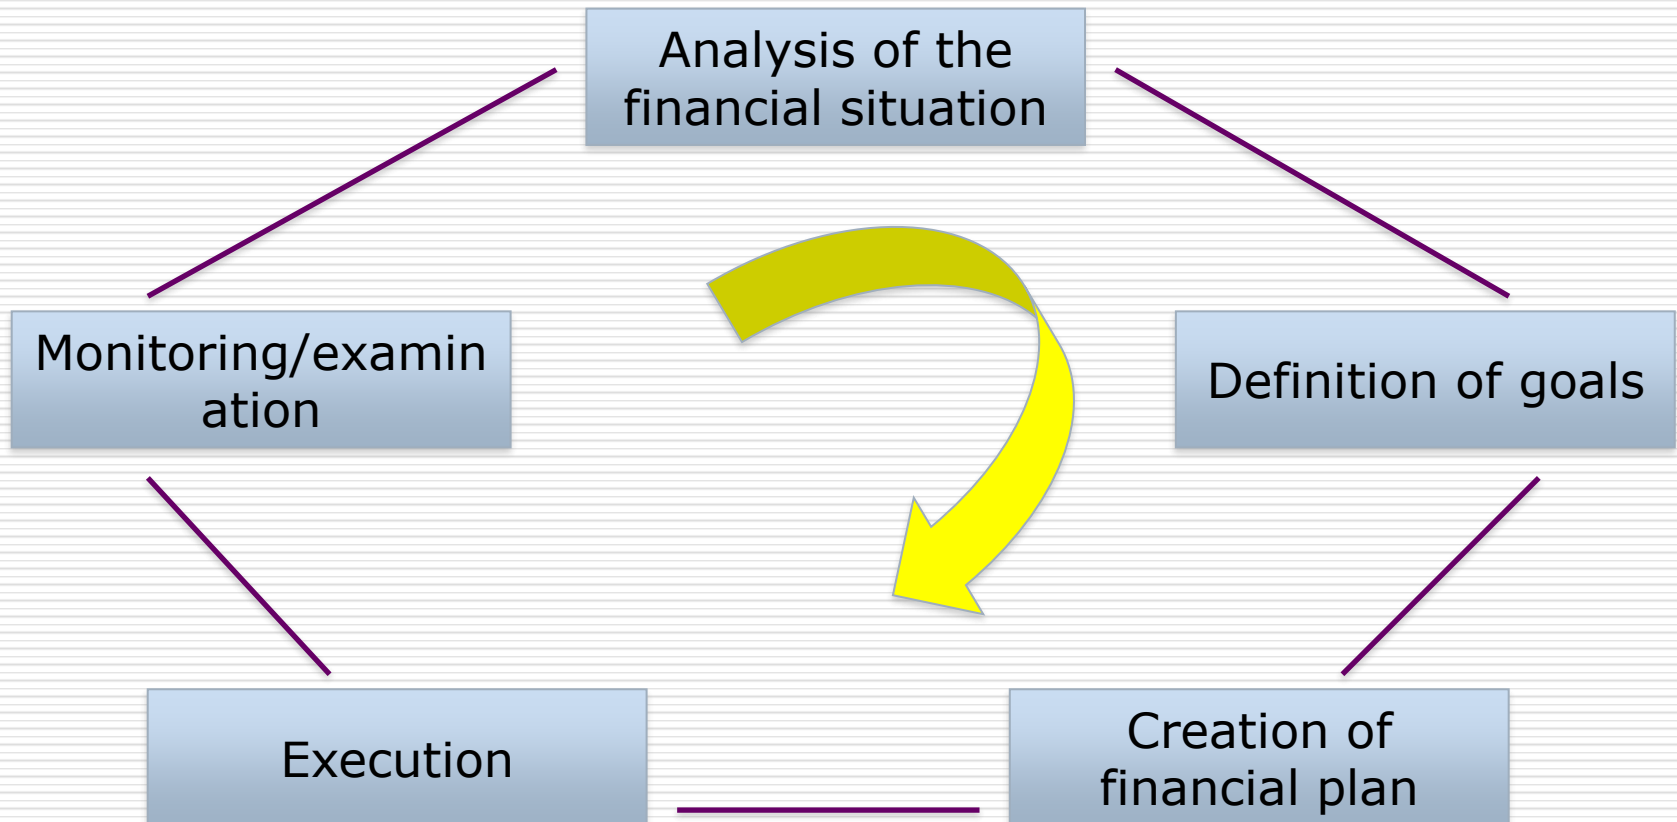 Analysis of the
financial situation
Monitoring/examin
ation
Definition of goals
Execution
Creation of
financial plan